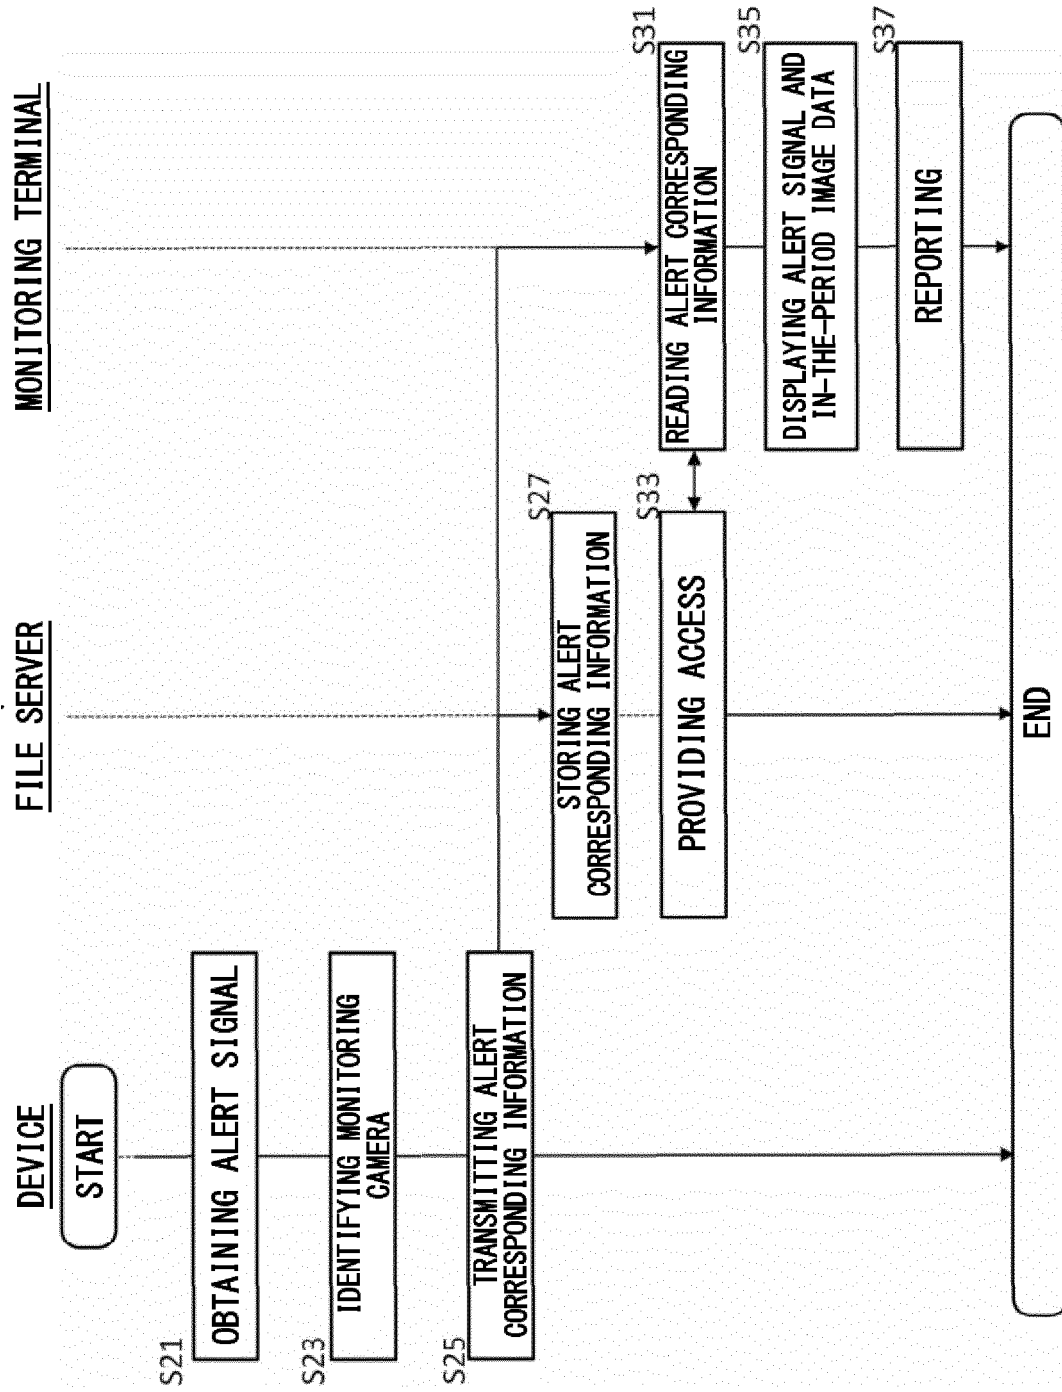 DEVICE
FILE SERVER
MONITORING TERMINAL
START
S21
OBTAINING ALERT SIGNAL
S23
IDENTIFYING MONITORING
CAMERA
S25
TRANSMITTING ALERT
CORRESPONDING INFORMATION
S27
STORING ALERT
CORRESPONDING INFORMATION
S33
PROVIDING ACCESS
S31
READING ALERT CORRESPONDING
INFORMATION
S35
DISPLAYING ALERT SIGNAL AND
IN-THE-PERIOD IMAGE DATA
S37
REPORTING
END